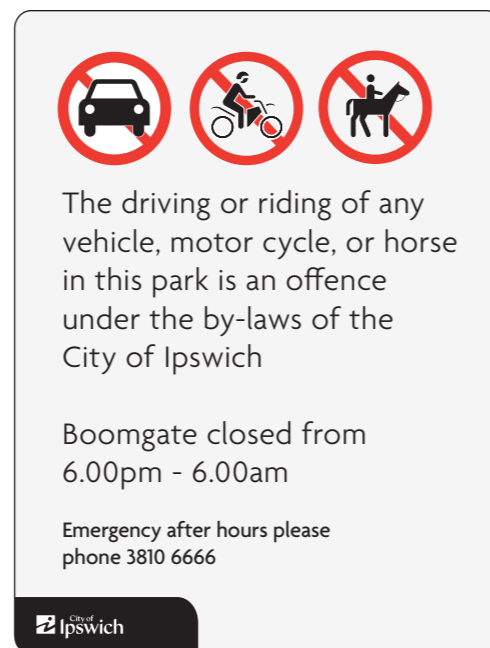 The driving or riding of any
vehicle, motor cycle, or horse
in this park is an offence
under the by-laws of the
City of Ipswich
Boomgate closed from
6.00pm - 6.00am
Emergency after hours please
phone 3810 6666
City of
Ipswich